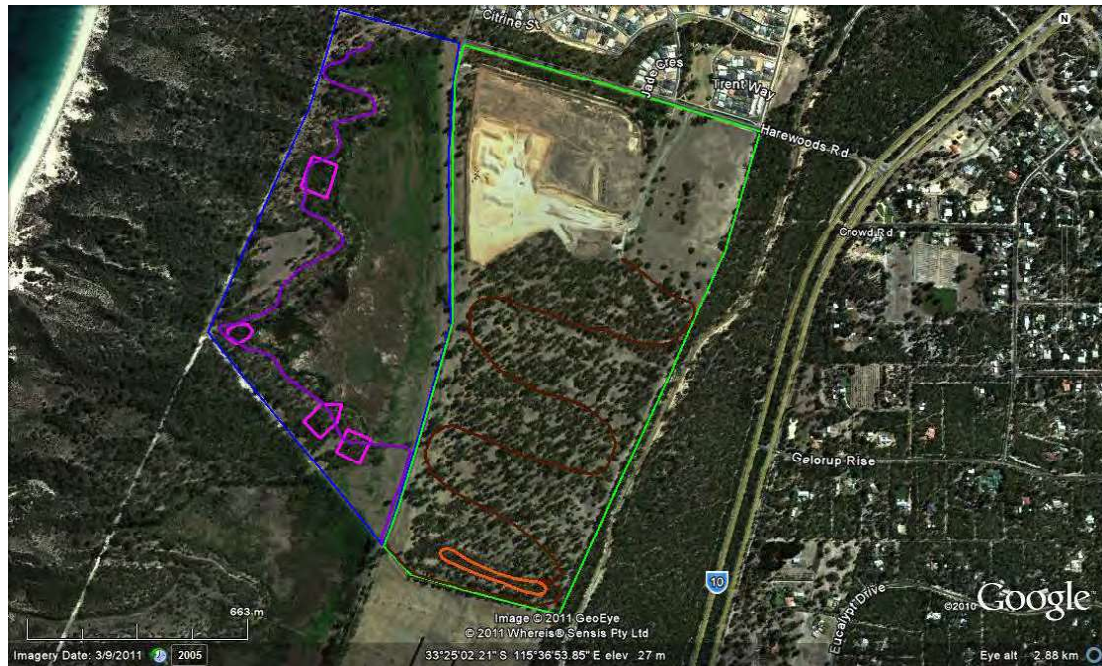 Citrine St
N
Jade Cres
Trent Way
Harewoods Rd
Crowd Rd
Gelorup Rise
10
Eucalypt Drive
663 m
Image © 2011 GeoEye
© 2011 Whereis® Sensis Pty Ltd
©2010 Google
Imagery Date: 3/9/2011 2005
33°25'02.21" S 115°36'53.85" E elev 27 m
Eye alt 2.88 km